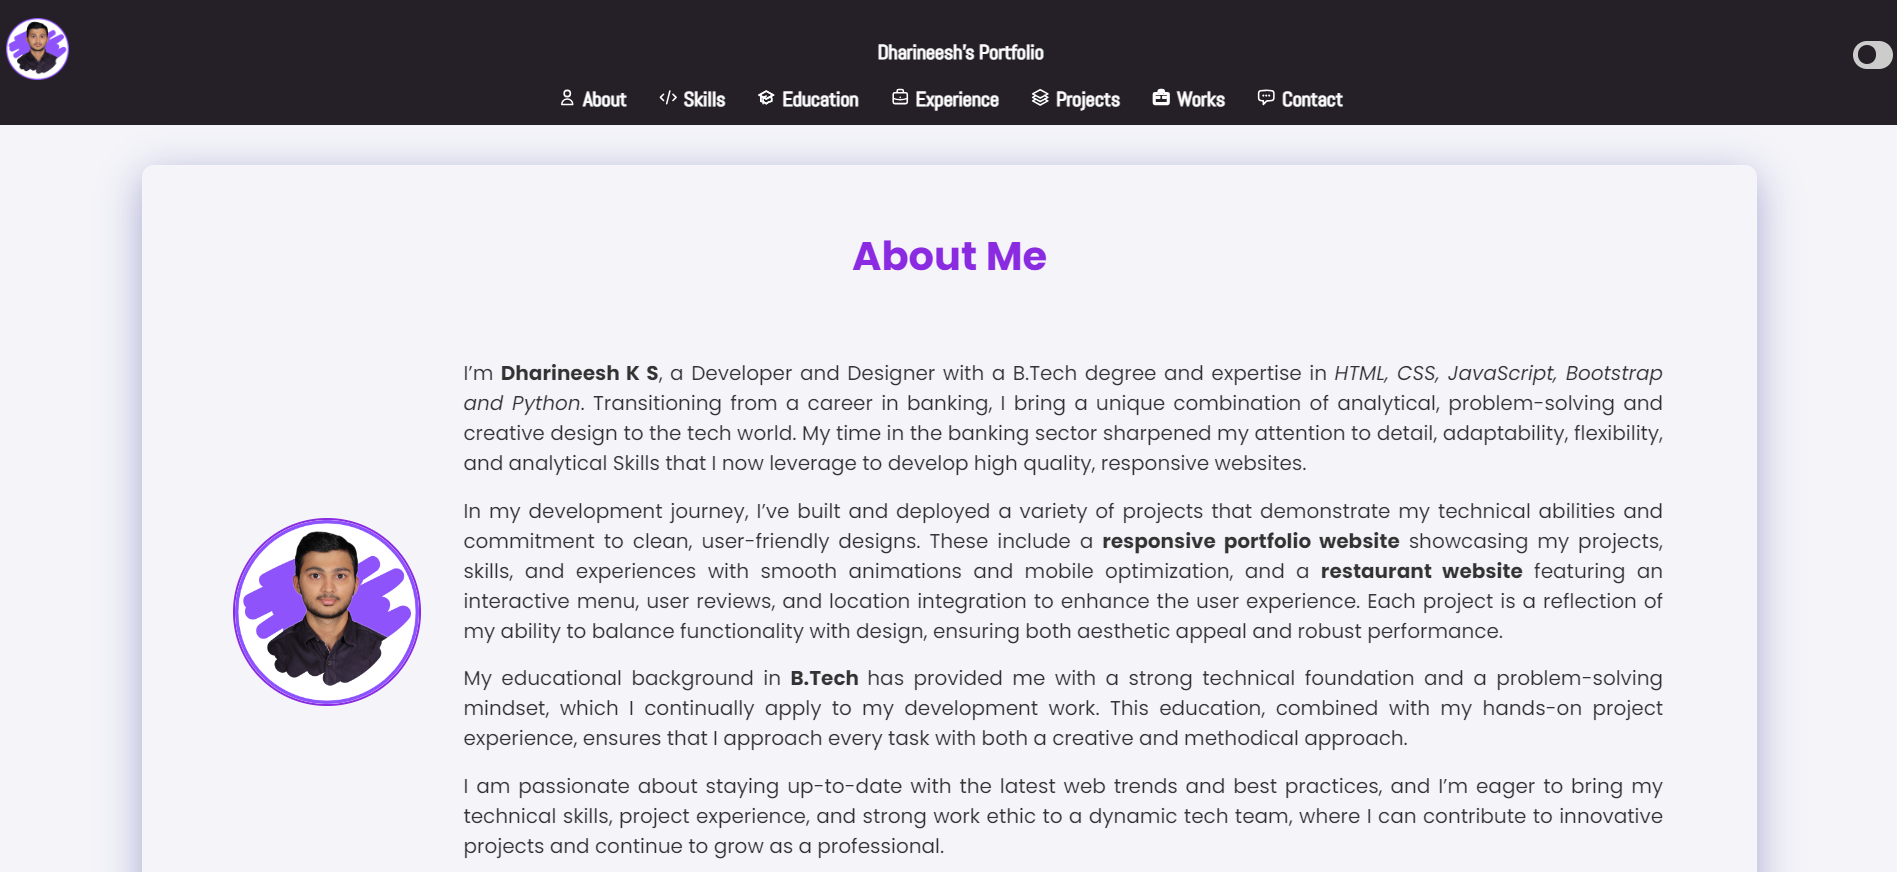 Dharineesh's Portfolio
About Skills Education Experience Projects Works Contact
About Me
I'm Dharineesh K S, a Developer and Designer with a B.Tech degree and expertise in HTML, CSS, JavaScript, Bootstrap
and Python. Transitioning from a career in banking, I bring a unique combination of analytical, problem-solving and
creative design to the tech world. My time in the banking sector sharpened my attention to detail, adaptability, flexibility,
and analytical Skills that I now leverage to develop high quality, responsive websites.
In my development journey, I've built and deployed a variety of projects that demonstrate my technical abilities and
commitment to clean, user-friendly designs. These include a responsive portfolio website showcasing my projects,
skills, and experiences with smooth animations and mobile optimization, and a restaurant website featuring an
interactive menu, user reviews, and location integration to enhance the user experience. Each project is a reflection of
my ability to balance functionality with design, ensuring both aesthetic appeal and robust performance.
My educational background in B.Tech has provided me with a strong technical foundation and a problem-solving
mindset, which I continually apply to my development work. This education, combined with my hands-on project
experience, ensures that I approach every task with both a creative and methodical approach.
I am passionate about staying up-to-date with the latest web trends and best practices, and I'm eager to bring my
technical skills, project experience, and strong work ethic to a dynamic tech team, where I can contribute to innovative
projects and continue to grow as a professional.